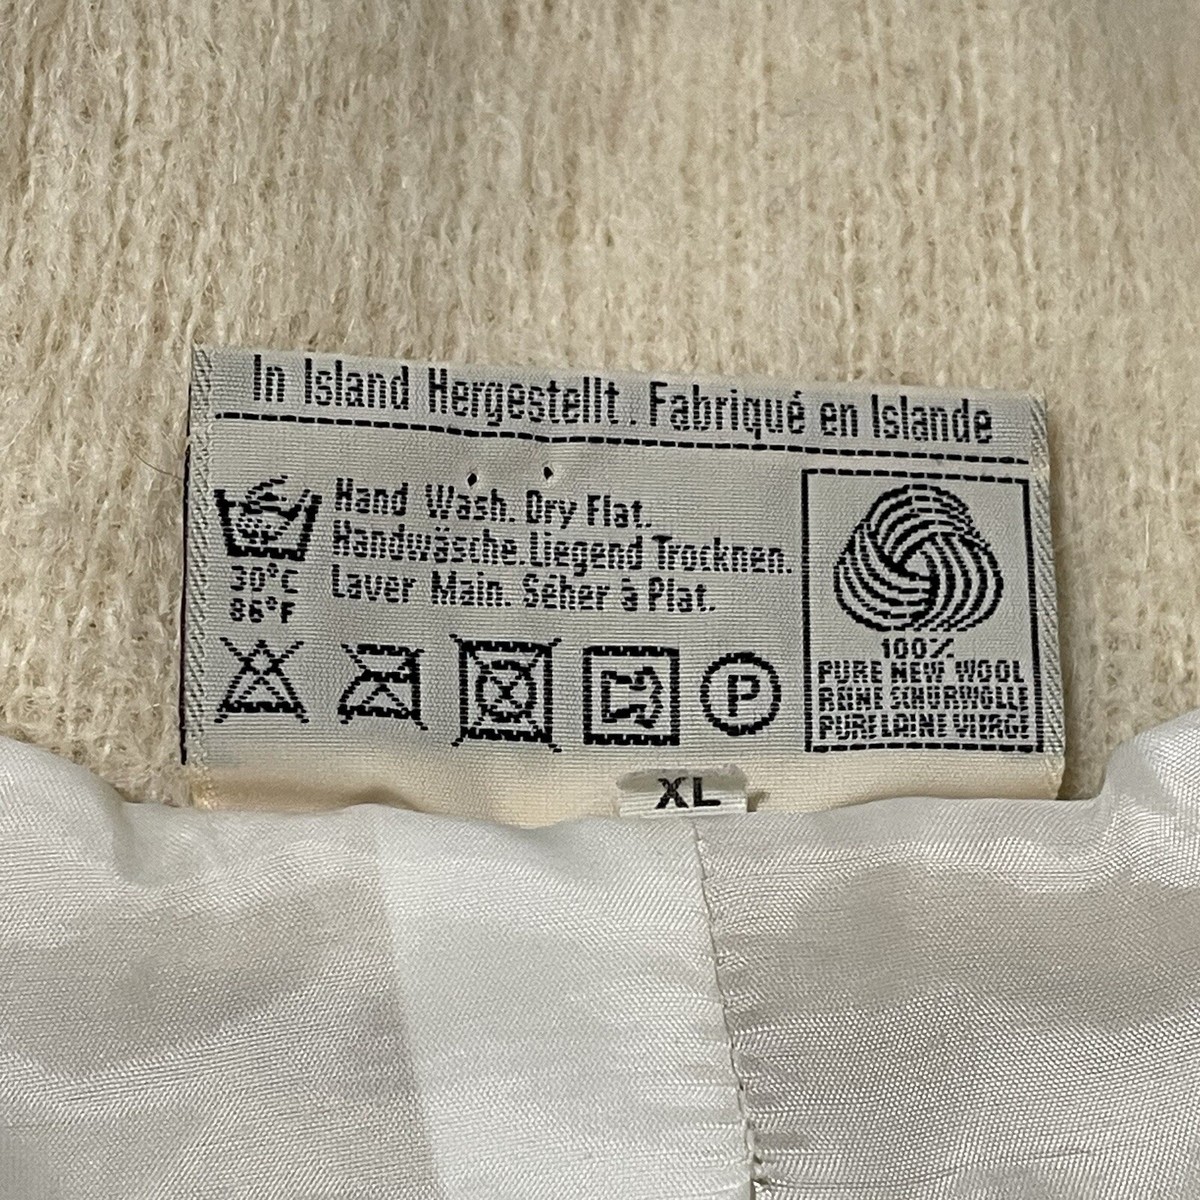 In Island Hergestellt. Fabriqué en Islande
Hand Wash. Dry Flat.
Handwäsche. Liegend Trocknen.
Laver Main. Séher à Plat.
30°C
86°F
P
100%
PURE NEW WOOL
REINE SCHURWOLLE
PURE LAINE VIERGE
XL